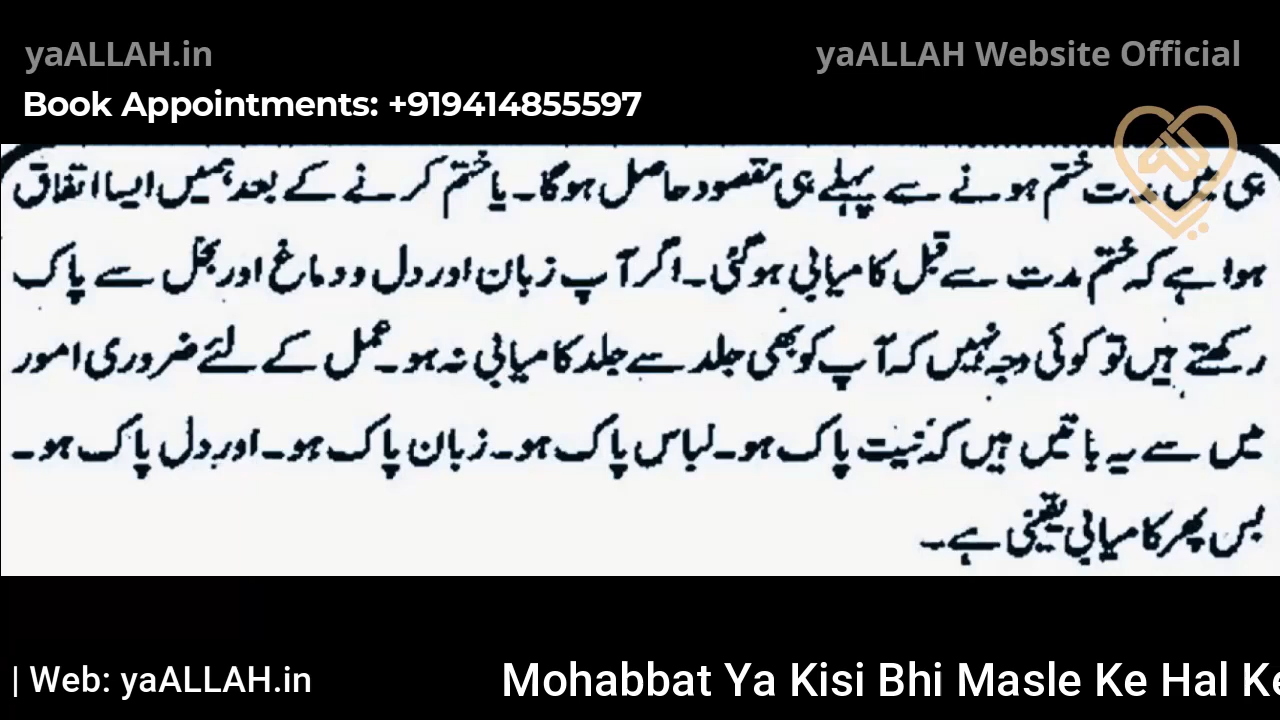 yaALLAH.in
yaALLAH Website Official
Book Appointments: +919414855597
ہی میں مدت ختم ہونے سے پہلے ہی مقصود حاصل ہوگا۔ یا ختم کرنے کے بعد ہمیں ایسا اتفاق
ہوا ہے کہ ختم مدت سے قبل کامیابی ہوگئی۔ اگر آپ زبان اور دل و دماغ اور بخل سے پاک
رکھتے ہیں تو کوئی وجہ نہیں کہ آپ کو بھی جلد سے جلد کامیابی نہ ہو۔ عمل کے لئے ضروری امور
میں سے یہ باتیں ہیں کہ نیت پاک ہو۔ لباس پاک ہو۔ زبان پاک ہو۔ اور دل پاک ہو۔
بس پھر کامیابی یقینی ہے۔
| Web: yaALLAH.in
Mohabbat Ya Kisi Bhi Masle Ke Hal Ke